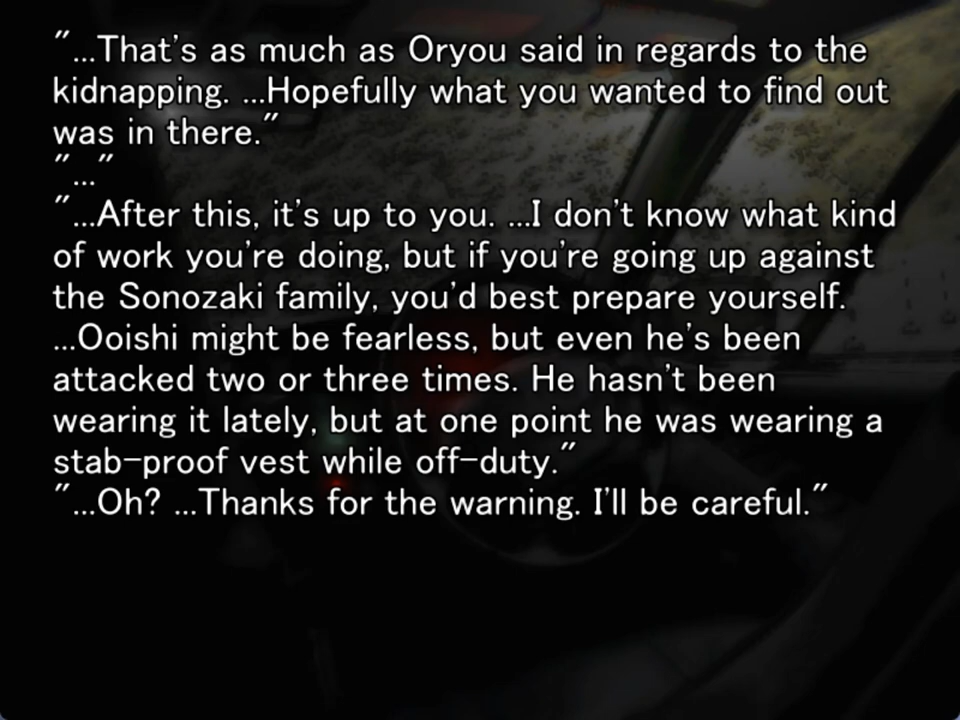 "...That's as much as Oryou said in regards to the
kidnapping. ...Hopefully what you wanted to find out
was in there."
"..."
"...After this, it's up to you. ...I don't know what kind
of work you're doing, but if you're going up against
the Sonozaki family, you'd best prepare yourself.
...Ooishi might be fearless, but even he's been
attacked two or three times. He hasn't been
wearing it lately, but at one point he was wearing a
stab-proof vest while off-duty."
"...Oh? ...Thanks for the warning. I'll be careful."